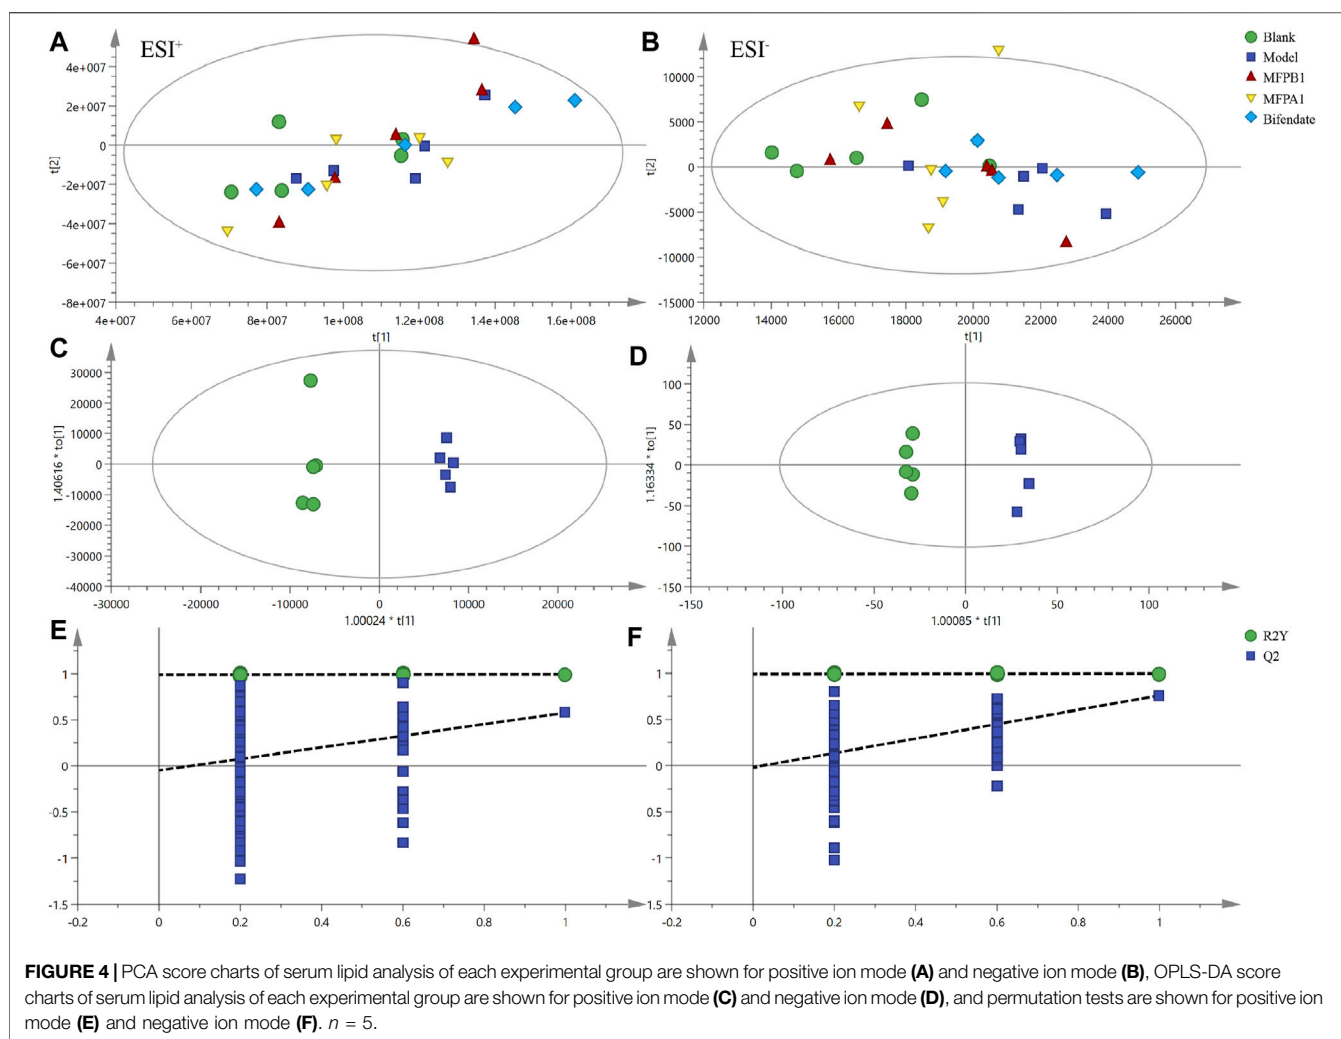 A
ESI+
4e+007
2e+007
0
-2e+007
-4e+007
-6e+007
-8e+007
t[2]
4e+007 6e+007 8e+007 1e+008 1.2e+008 1.4e+008 1.6e+008
t[1]
B
ESI-
10000
5000
0
-5000
-10000
-15000
t[2]
12000 14000 16000 18000 20000 22000 24000 26000
t[1]
Blank
Model
MFPB1
MFPA1
Bifendate
C
30000
20000
10000
0
-10000
-20000
-30000
-40000
1.40616 * to[1]
-30000 -20000 -10000 0 10000 20000
1.00024 * t[1]
D
100
50
0
-50
-100
-150
1.16334 * to[1]
-150 -100 -50 0 50 100
1.00085 * t[1]
E
1
0.5
0
-0.5
-1
-1.5
-0.2 0 0.2 0.4 0.6 0.8 1
F
1
0.5
0
-0.5
-1
-1.5
-0.2 0 0.2 0.4 0.6 0.8 1
R2Y
Q2
FIGURE 4 | PCA score charts of serum lipid analysis of each experimental group are shown for positive ion mode (A) and negative ion mode (B), OPLS-DA score
charts of serum lipid analysis of each experimental group are shown for positive ion mode (C) and negative ion mode (D), and permutation tests are shown for positive ion
mode (E) and negative ion mode (F). n = 5.